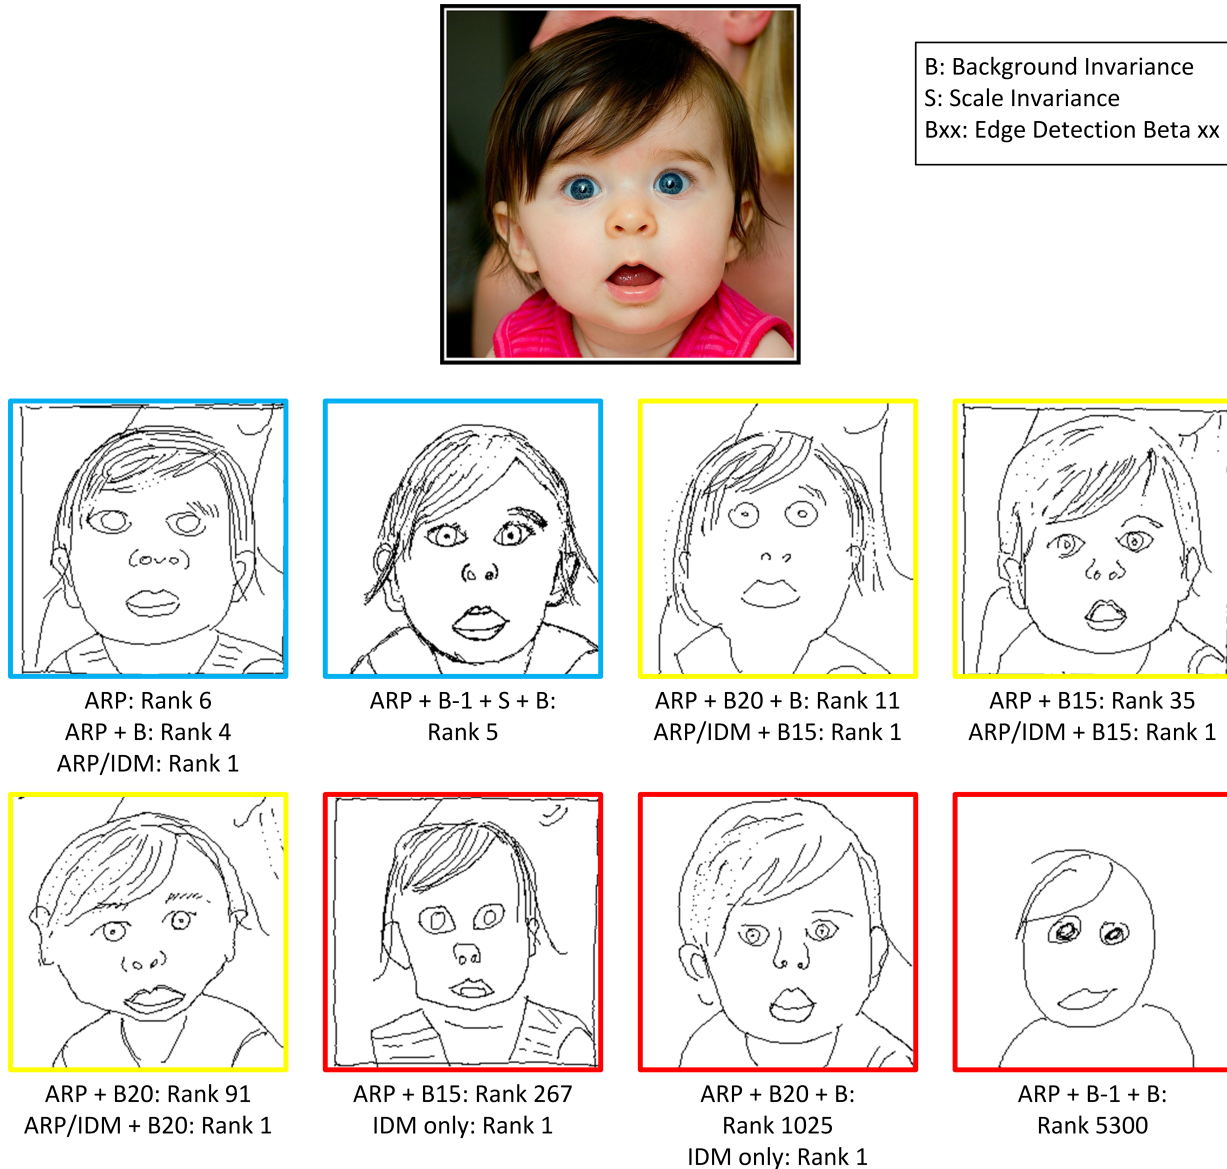 B: Background Invariance
S: Scale Invariance
Bxx: Edge Detection Beta xx
ARP: Rank 6
ARP + B: Rank 4
ARP/IDM: Rank 1
ARP + B-1 + S + B:
Rank 5
ARP + B20 + B: Rank 11
ARP/IDM + B15: Rank 1
ARP + B15: Rank 35
ARP/IDM + B15: Rank 1
ARP + B20: Rank 91
ARP/IDM + B20: Rank 1
ARP + B15: Rank 267
IDM only: Rank 1
ARP + B20 + B:
Rank 1025
IDM only: Rank 1
ARP + B-1 + B:
Rank 5300